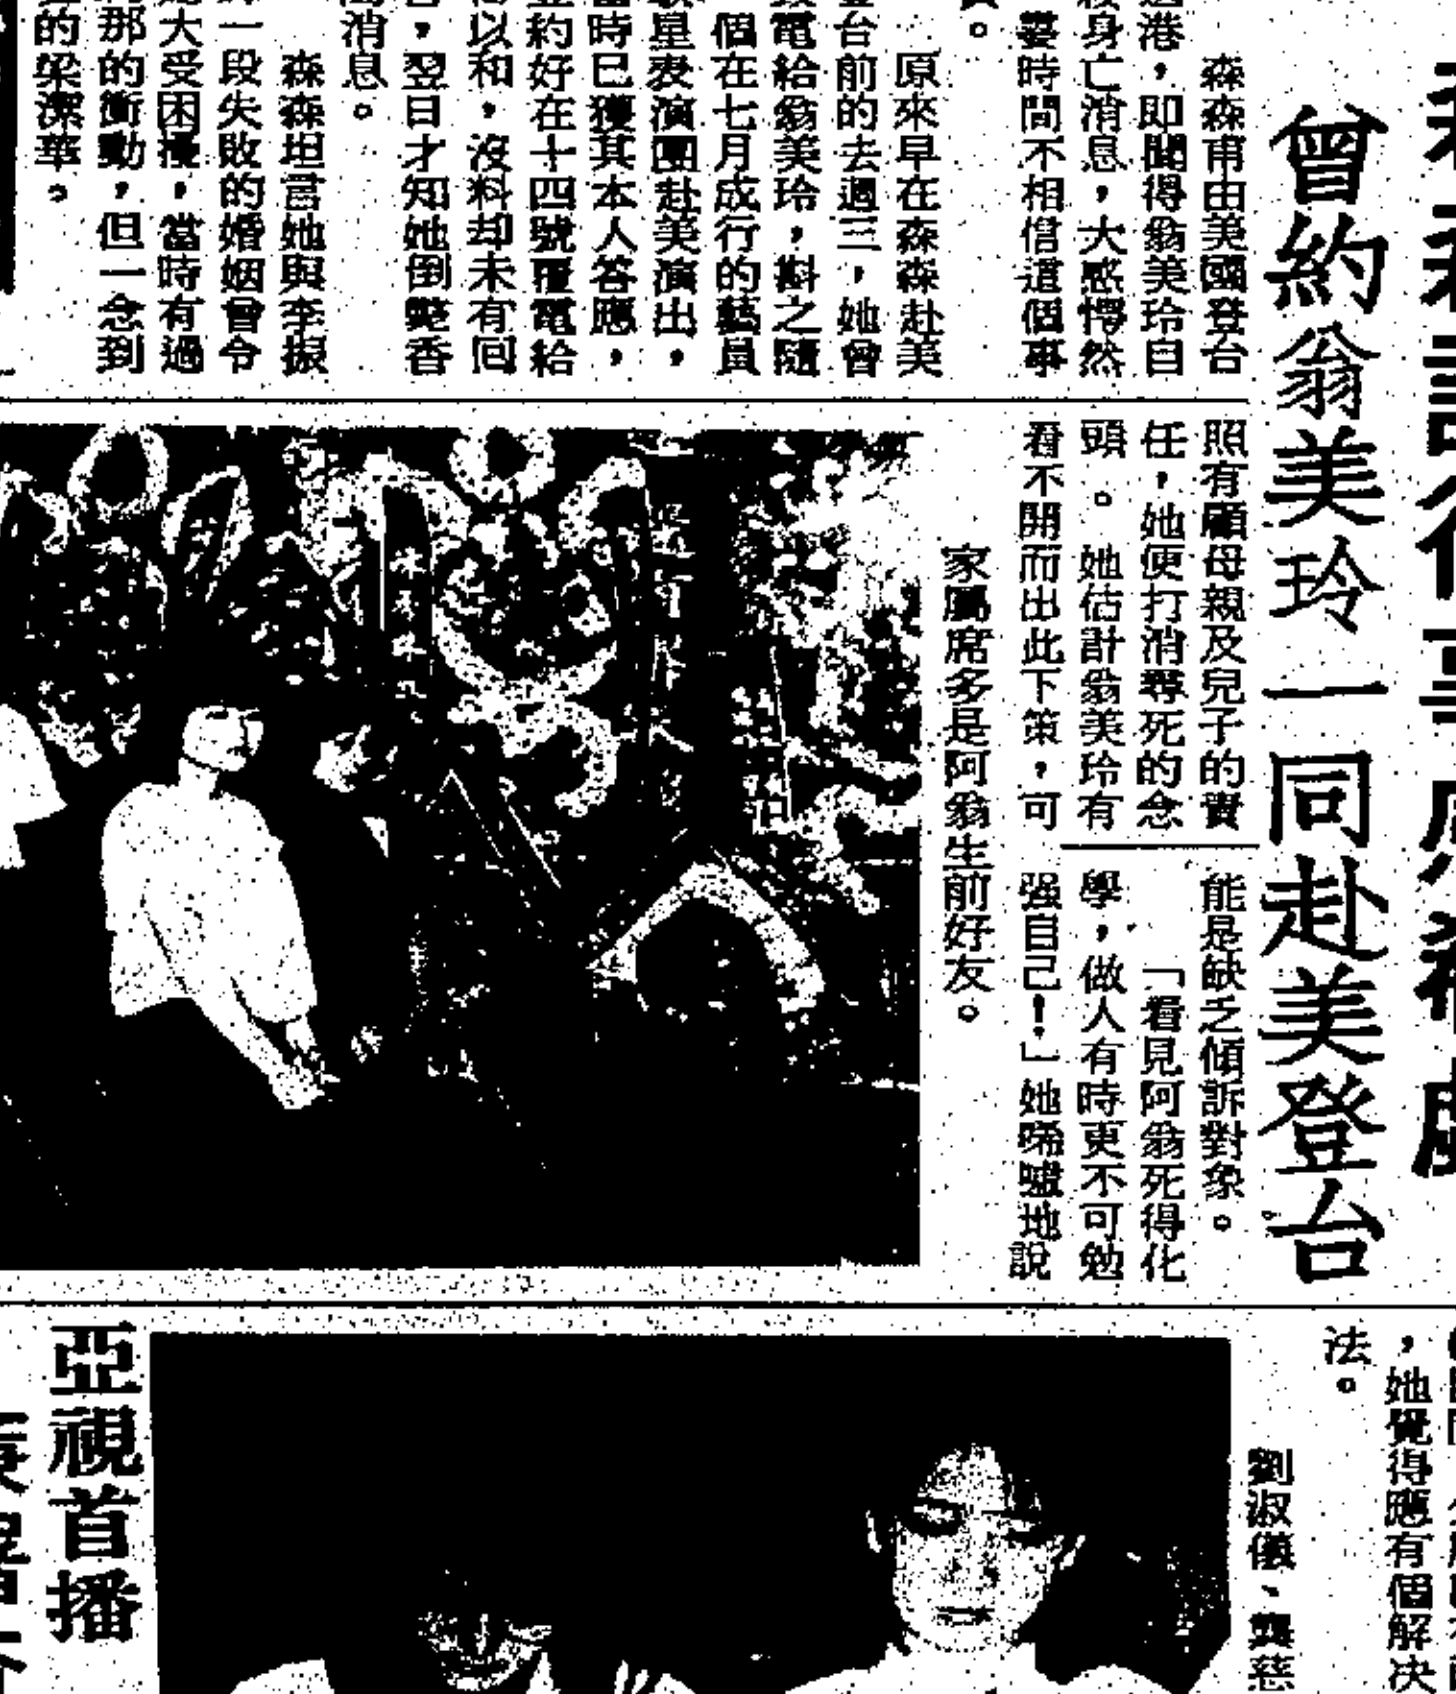 曾約翁美玲一同赴美登台
森森甫由美國登台
返港，即聞得翁美玲自
殺身亡消息，大感愕然
，霎時間不相信這個事
。
原來早在森森赴美
登台前的去週三，她曾
致電給翁美玲，斟之隨
個在七月成行的藝員
歌星表演團赴美演出，
當時已獲其本人答應，
並約好在十四號覆電給
以和，沒料却未有回
，翌日才知她倒斃香
消息。
森森坦言她與李振
一段失敗的婚姻曾令
大受困擾，當時有過
那的衝動，但一念到
的梁潔華。
照有顧母親及兒子的責
任，她便打消尋死的念
頭。她估計翁美玲有
看不開而出此下策，可
能是缺乏傾訴對象。
「看見阿翁死得化
學，做人有時更不可勉
强自己！」她唏噓地說
家屬席多是阿翁生前好友。
，她覺得應有個解决
法。
劉淑儀、龔慈
亞視首播